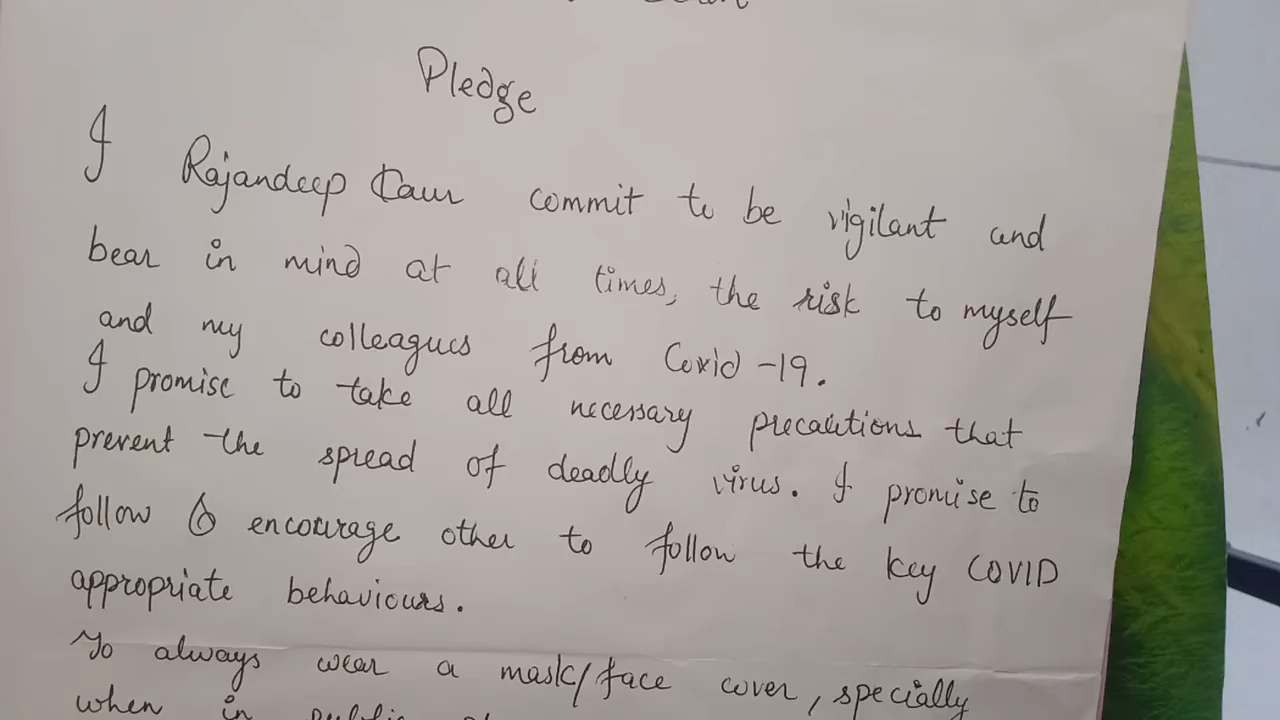 Pledge
I Rajandeep Kaur commit to be vigilant and
bear in mind at all times, the risk to myself
and my colleagues from Covid-19.
I promise to take all necessary precautions that
prevent the spread of deadly virus. I promise to
follow & encourage other to follow the key COVID
appropriate behaviours.
To always wear a mask/face cover, specially
when in public